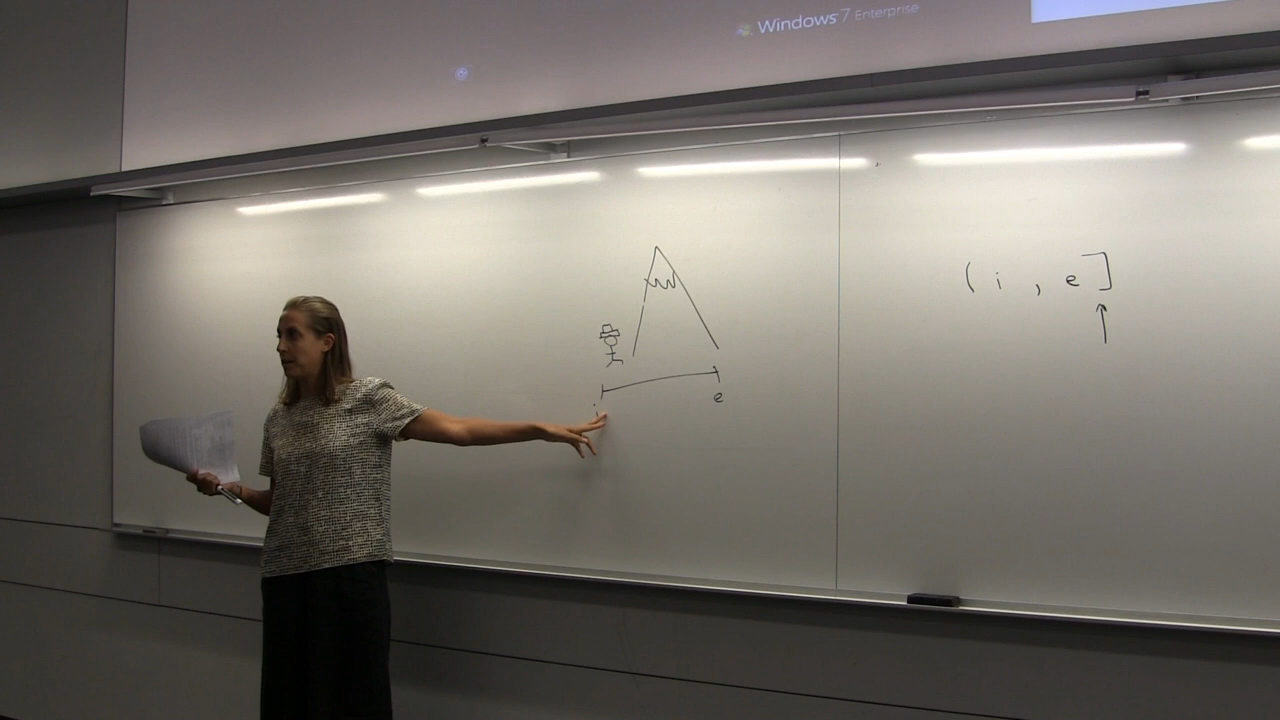 Windows 7 Enterprise
( i , e ]
i
e